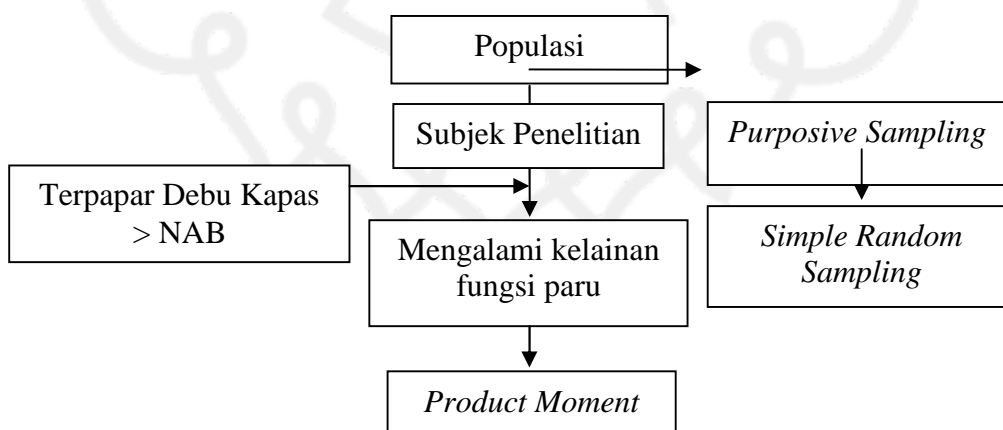 Populasi
Subjek Penelitian
Purposive Sampling
Terpapar Debu Kapas
> NAB
Simple Random
Sampling
Mengalami kelainan
fungsi paru
Product Moment